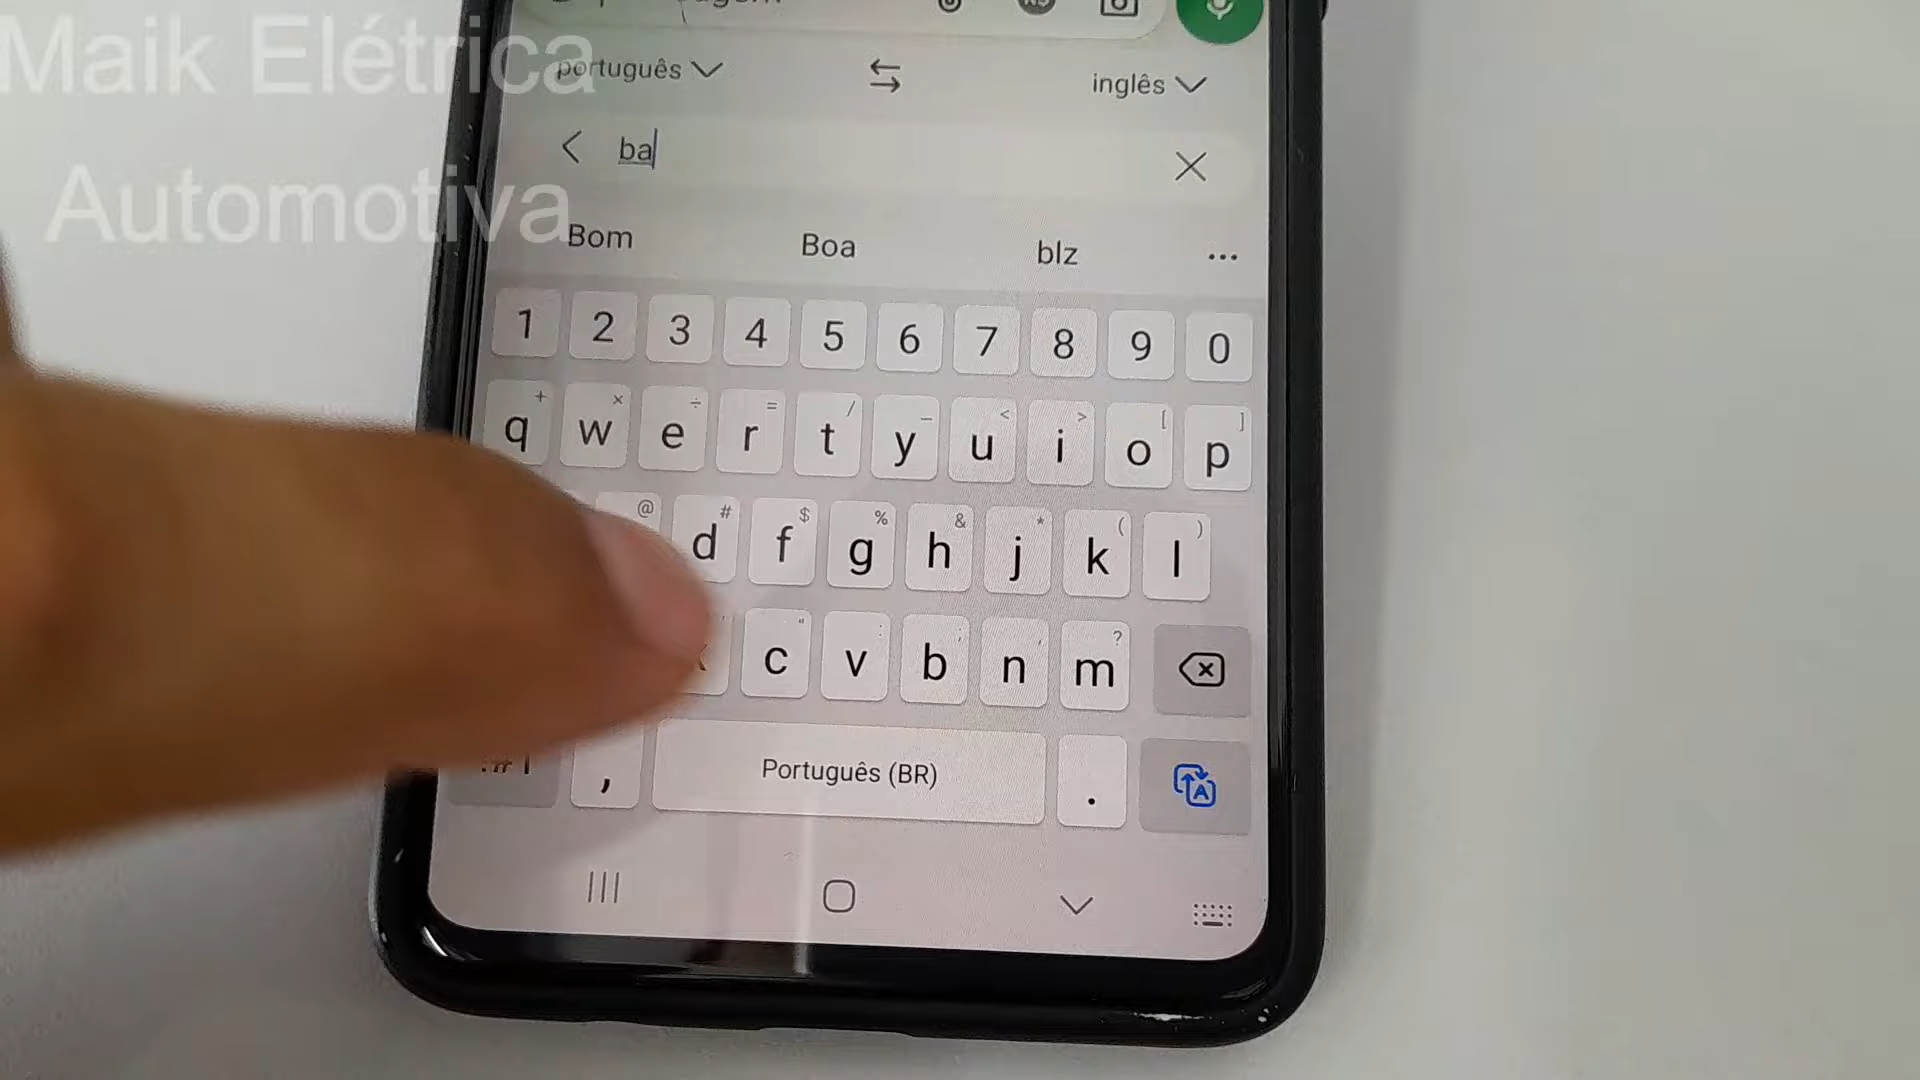 Maik Elétrica
Automotiva
português
inglês
ba
Bom Boa blz ...
1 2 3 4 5 6 7 8 9 0
q w e r t y u i o p
d f g h j k l
c v b n m
, Português (BR) .